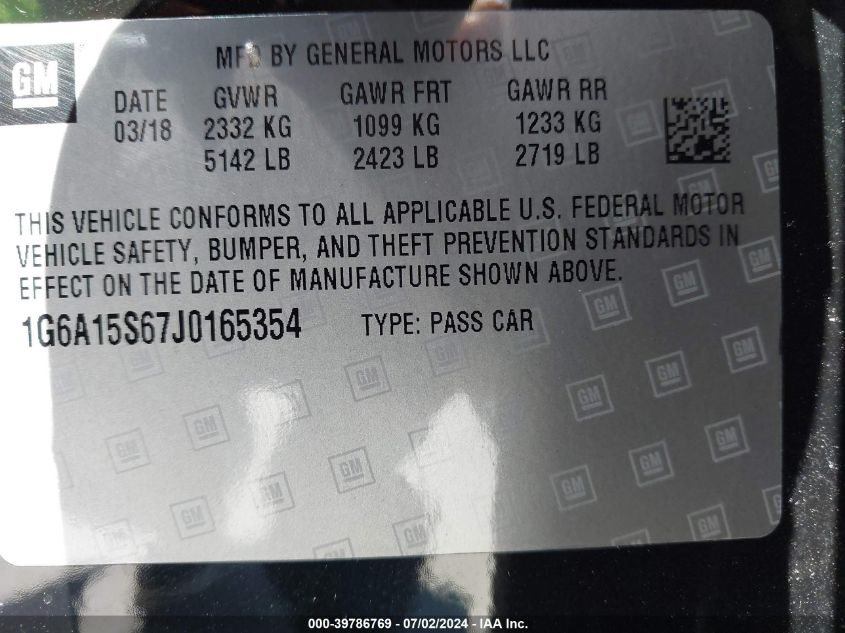 GM
MFD BY GENERAL MOTORS LLC
DATE GVWR GAWR FRT GAWR RR
03/18 2332 KG 1099 KG 1233 KG
5142 LB 2423 LB 2719 LB
THIS VEHICLE CONFORMS TO ALL APPLICABLE U.S. FEDERAL MOTOR
VEHICLE SAFETY, BUMPER, AND THEFT PREVENTION STANDARDS IN
EFFECT ON THE DATE OF MANUFACTURE SHOWN ABOVE.
1G6A15S67J0165354 TYPE: PASS CAR
000-39786769 - 07/02/2024 - IAA Inc.